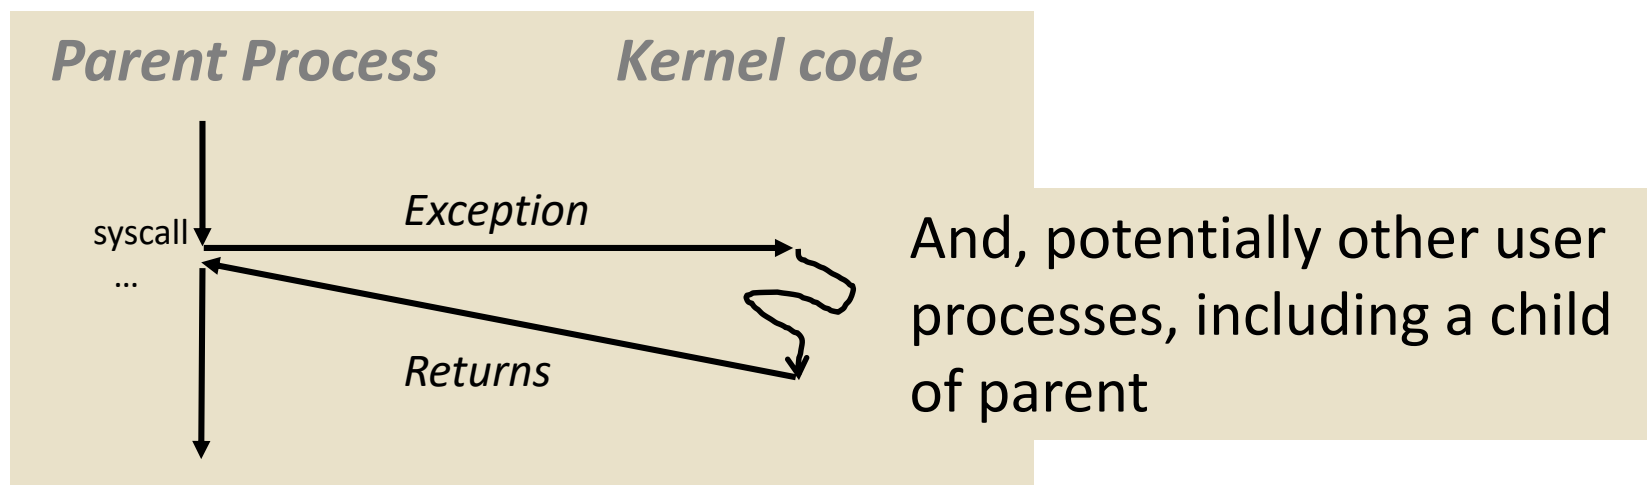 Parent Process
Kernel code
Exception
syscall
…
And, potentially other user
processes, including a child
of parent
Returns